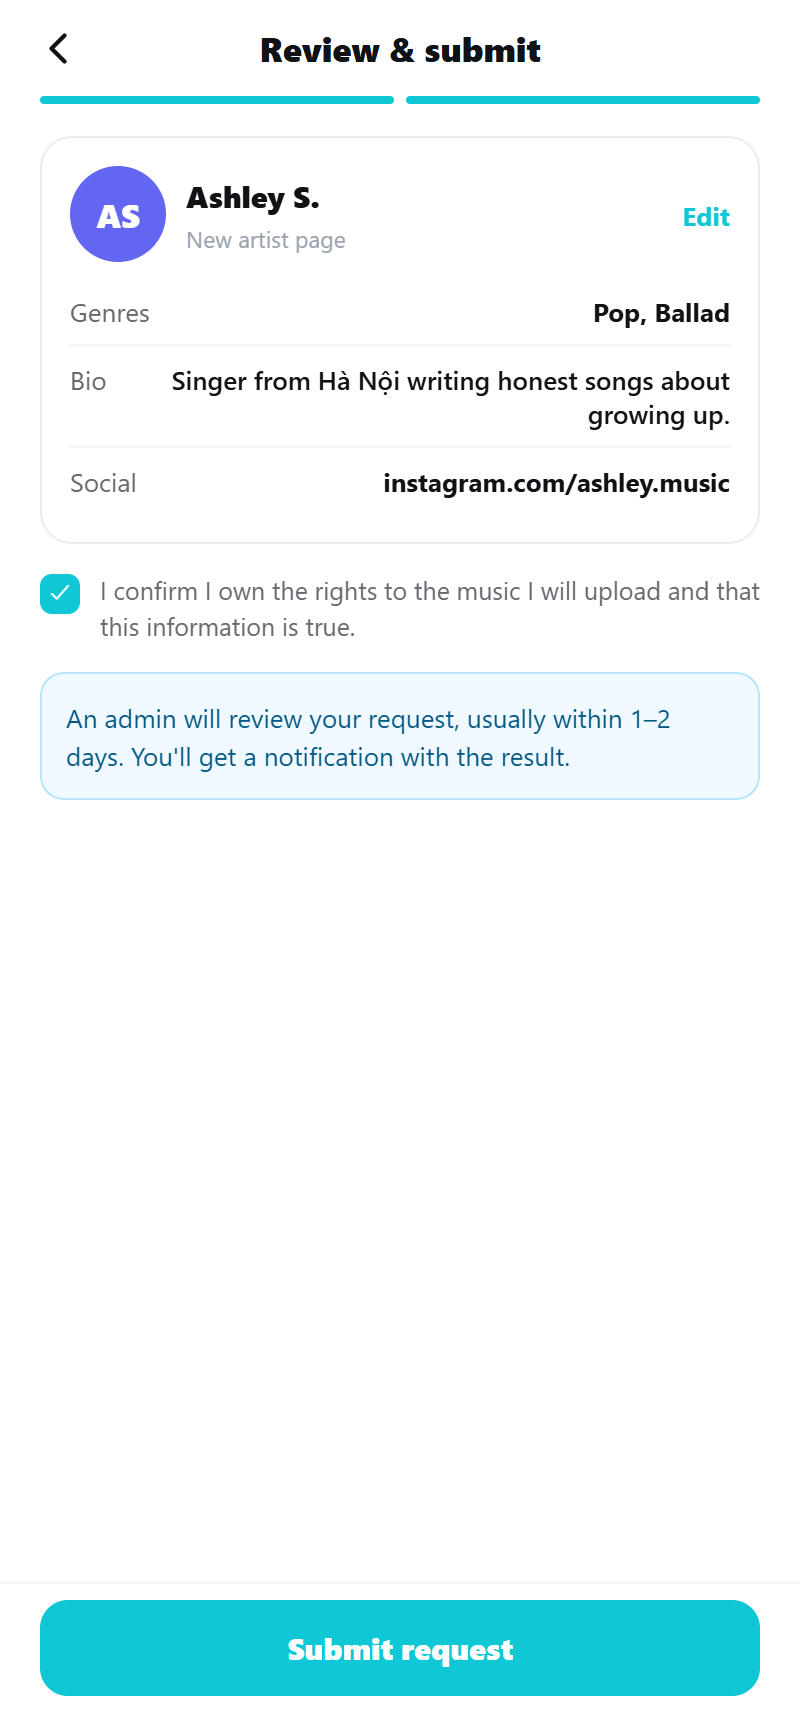 Review & submit
AS
Ashley S.
New artist page
Edit
Genres
Pop, Ballad
Bio
Singer from Hà Nội writing honest songs about
growing up.
Social
instagram.com/ashley.music
I confirm I own the rights to the music I will upload and that
this information is true.
An admin will review your request, usually within 1–2
days. You'll get a notification with the result.
Submit request